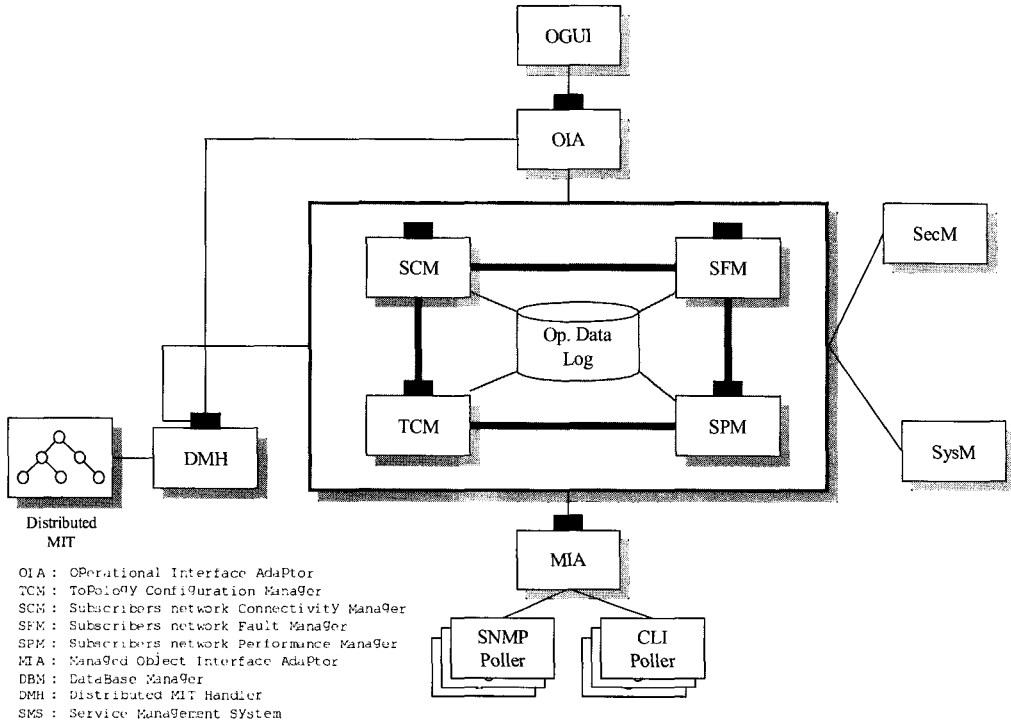 OGUI
OIA
SCM
SFM
SecM
Op. Data
Log
TCM
SPM
DMH
SysM
Distributed
MIT
MIA
SNMP
Poller
CLI
Poller
OIA : OPerational Interface AdaPtor
TCM : ToPology Configuration Manager
SCM : Subscribers network Connectivity Manager
SFM : Subscribers network Fault Manager
SPM : Subscribers network Performance Manager
MIA : Managed Object Interface AdaPtor
DBM : DataBase Manager
DMH : Distributed MIT Handler
SMS : Service Management SYstem